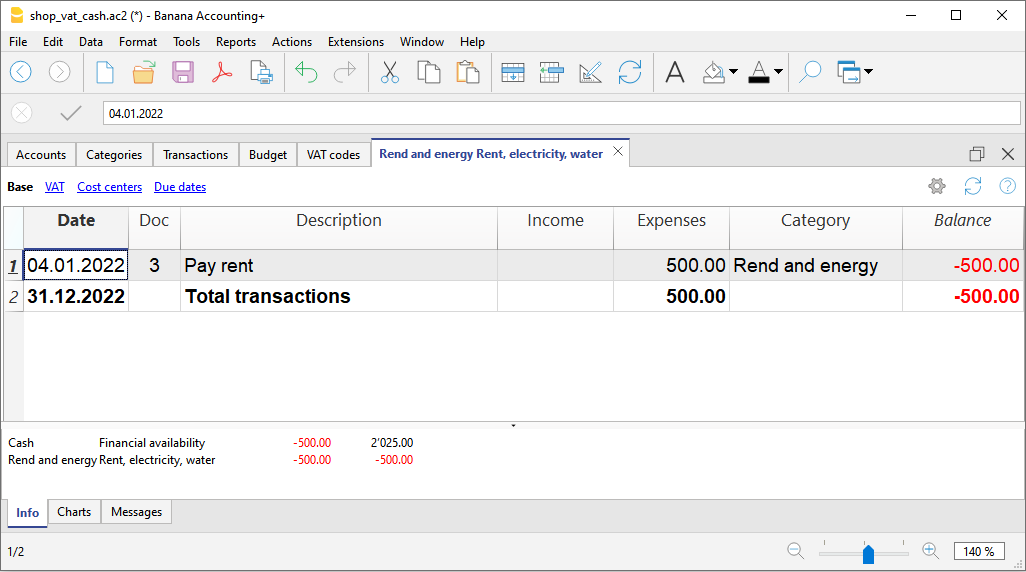 shop_vat_cash.ac2 (*) - Banana Accounting+
File Edit Data Format Tools Reports Actions Extensions Window Help
04.01.2022
Accounts Categories Transactions Budget VAT codes Rend and energy Rent, electricity, water
Base VAT Cost centers Due dates
Date Doc Description Income Expenses Category Balance
1 04.01.2022 3 Pay rent 500.00 Rend and energy -500.00
2 31.12.2022 Total transactions 500.00 -500.00
Cash Financial availability -500.00 2'025.00
Rend and energy Rent, electricity, water -500.00 -500.00
Info Charts Messages
1/2 140 %